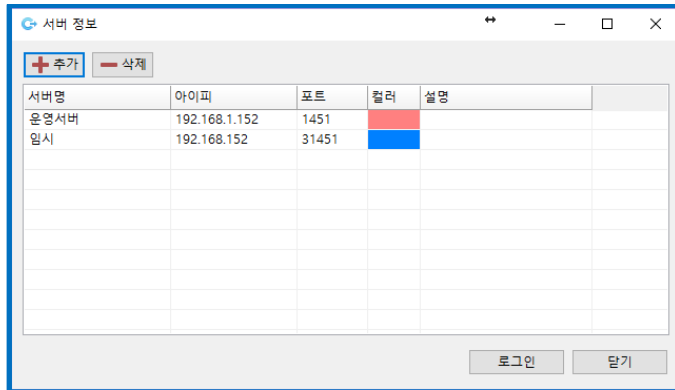 서버 정보
추가 삭제
서버명 아이피 포트 컬러 설명
운영서버 192.168.1.152 1451
임시 192.168.152 31451
로그인 닫기